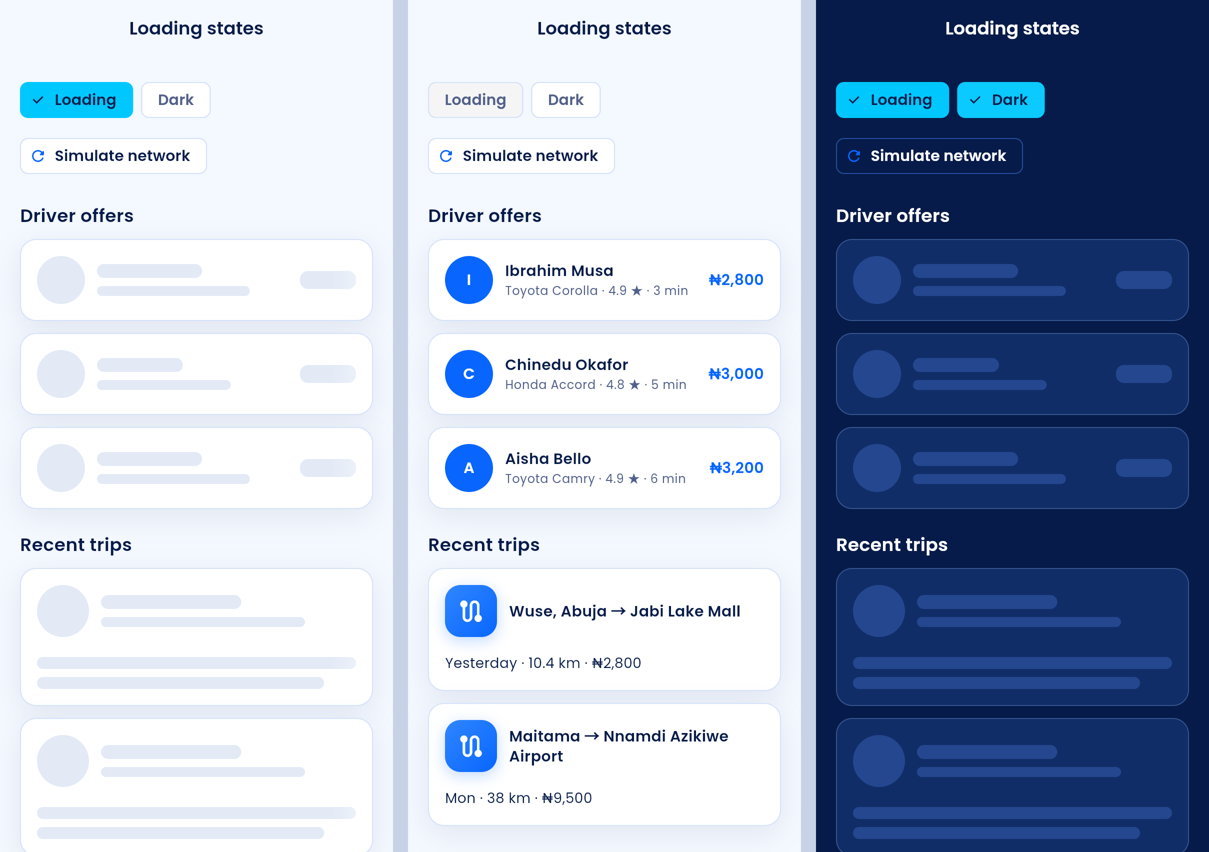 Loading states
Loading
Dark
Simulate network
Driver offers
Recent trips
Loading states
Loading
Dark
Simulate network
Driver offers
I
Ibrahim Musa
Toyota Corolla · 4.9 ★ · 3 min
₦2,800
C
Chinedu Okafor
Honda Accord · 4.8 ★ · 5 min
₦3,000
A
Aisha Bello
Toyota Camry · 4.9 ★ · 6 min
₦3,200
Recent trips
Wuse, Abuja → Jabi Lake Mall
Yesterday · 10.4 km · ₦2,800
Maitama → Nnamdi Azikiwe
Airport
Mon · 38 km · ₦9,500
Loading states
Loading
Dark
Simulate network
Driver offers
Recent trips